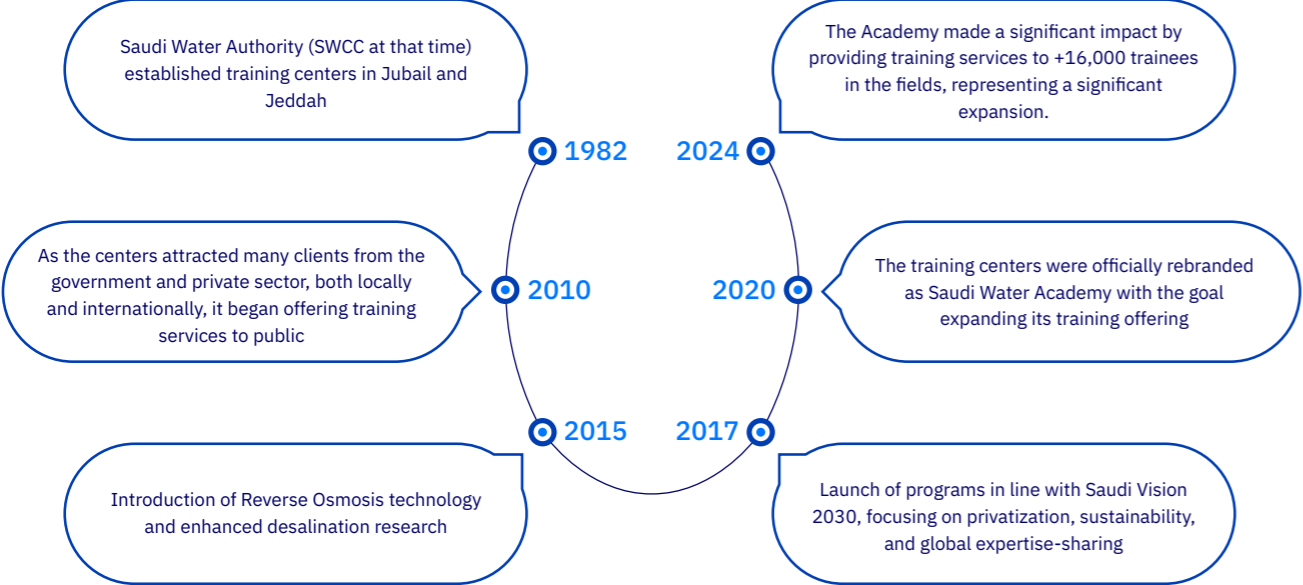 Saudi Water Authority (SWCC at that time)
established training centers in Jubail and
Jeddah
1982
As the centers attracted many clients from the
government and private sector, both locally
and internationally, it began offering training
services to public
2010
Introduction of Reverse Osmosis technology
and enhanced desalination research
2015
Launch of programs in line with Saudi Vision
2030, focusing on privatization, sustainability,
and global expertise-sharing
2017
The training centers were officially rebranded
as Saudi Water Academy with the goal
expanding its training offering
2020
The Academy made a significant impact by
providing training services to +16,000 trainees
in the fields, representing a significant
expansion.
2024